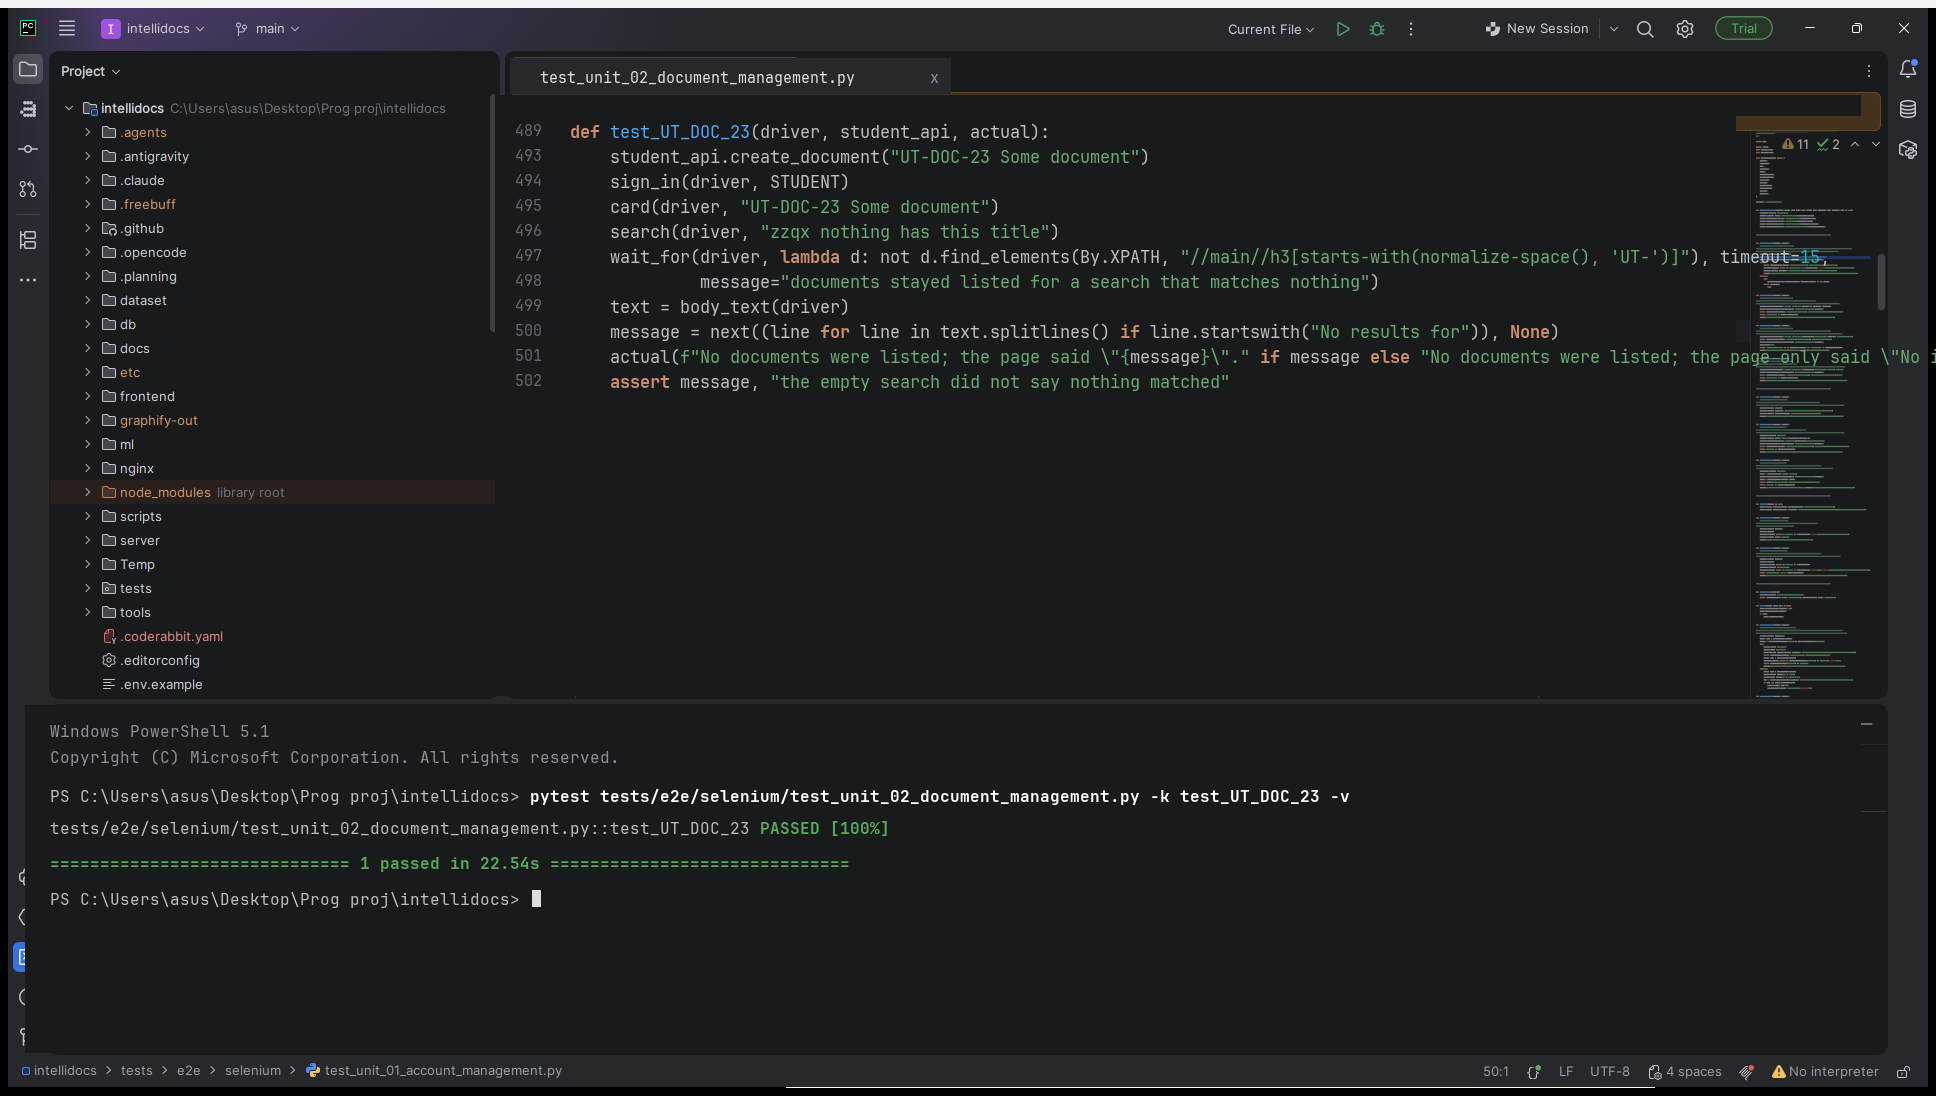 PC I intellidocs main Current File New Session Trial
Project
test_unit_02_document_management.py x
intellidocs C:\Users\asus\Desktop\Prog proj\intellidocs
.agents
.antigravity
.claude
.freebuff
.github
.opencode
.planning
dataset
db
docs
etc
frontend
graphify-out
ml
nginx
node_modules library root
scripts
server
Temp
tests
tools
.coderabbit.yaml
.editorconfig
.env.example
11 2
489 def test_UT_DOC_23(driver, student_api, actual):
493 student_api.create_document("UT-DOC-23 Some document")
494 sign_in(driver, STUDENT)
495 card(driver, "UT-DOC-23 Some document")
496 search(driver, "zzqx nothing has this title")
497 wait_for(driver, lambda d: not d.find_elements(By.XPATH, "//main//h3[starts-with(normalize-space(), 'UT-')]"), timeout=15,
498 message="documents stayed listed for a search that matches nothing")
499 text = body_text(driver)
500 message = next((line for line in text.splitlines() if line.startswith("No results for")), None)
501 actual(f"No documents were listed; the page said \"{message}\"." if message else "No documents were listed; the page only said \"No i
502 assert message, "the empty search did not say nothing matched"
Windows PowerShell 5.1
Copyright (C) Microsoft Corporation. All rights reserved.
PS C:\Users\asus\Desktop\Prog proj\intellidocs> pytest tests/e2e/selenium/test_unit_02_document_management.py -k test_UT_DOC_23 -v
tests/e2e/selenium/test_unit_02_document_management.py::test_UT_DOC_23 PASSED [100%]
============================== 1 passed in 22.54s ==============================
PS C:\Users\asus\Desktop\Prog proj\intellidocs>
intellidocs > tests > e2e > selenium > test_unit_01_account_management.py 50:1 LF UTF-8 4 spaces No interpreter